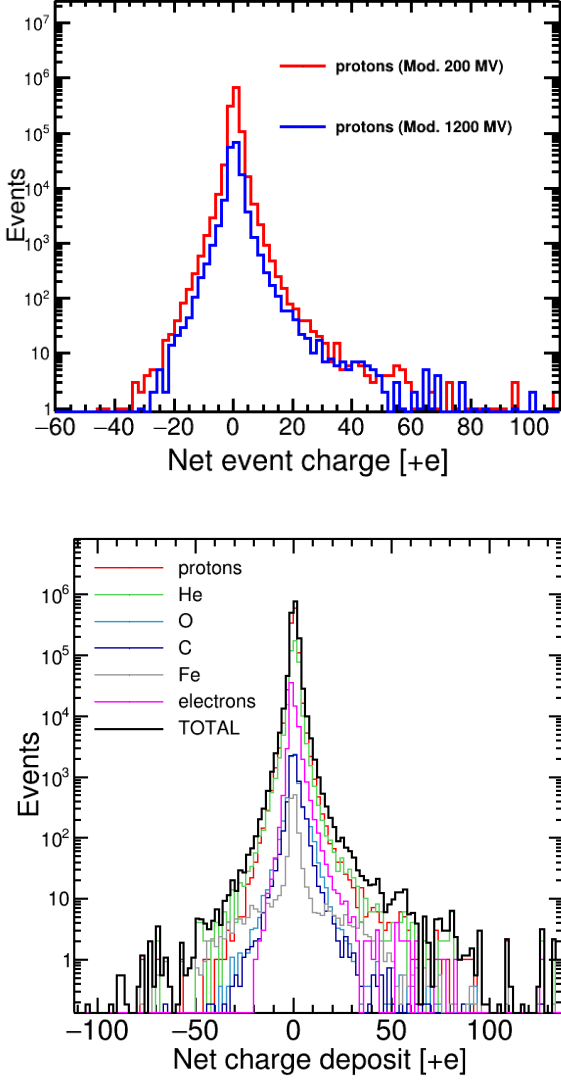 10⁷
10⁶
10⁵
10⁴
10³
10²
10
1
Events
protons (Mod. 200 MV)
protons (Mod. 1200 MV)
−60 −40 −20 0 20 40 60 80 100
Net event charge [+e]
10⁶
10⁵
10⁴
10³
10²
10
1
Events
protons
He
O
C
Fe
electrons
TOTAL
−100 −50 0 50 100
Net charge deposit [+e]